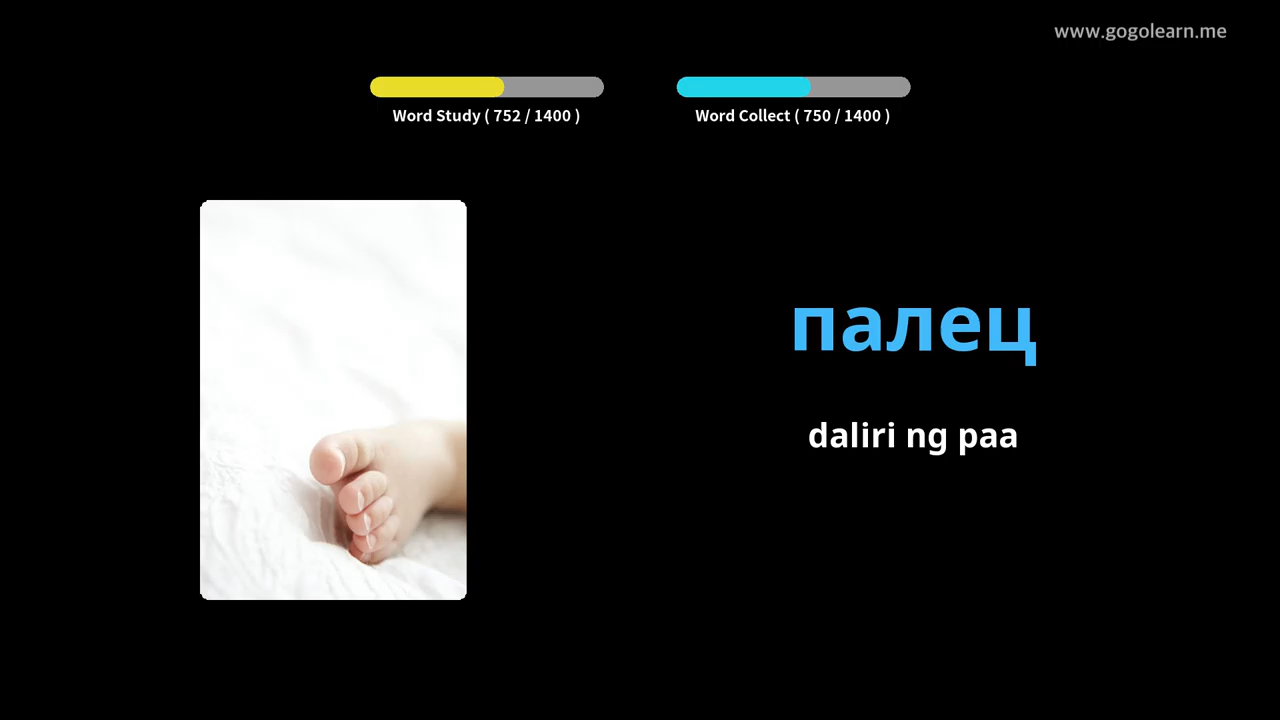 www.gogolearn.me
Word Study ( 752 / 1400 )
Word Collect ( 750 / 1400 )
палец
daliri ng paa